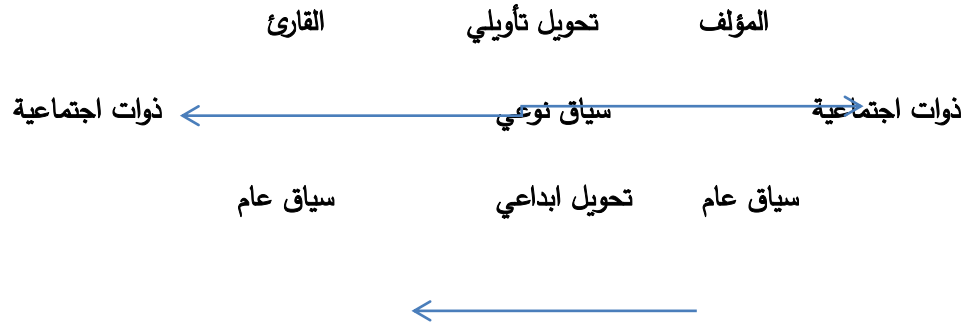 المؤلف تحويل تأويلي القارئ
ذوات اجتماعية سياق نوعي ذوات اجتماعية
سياق عام تحويل ابداعي سياق عام